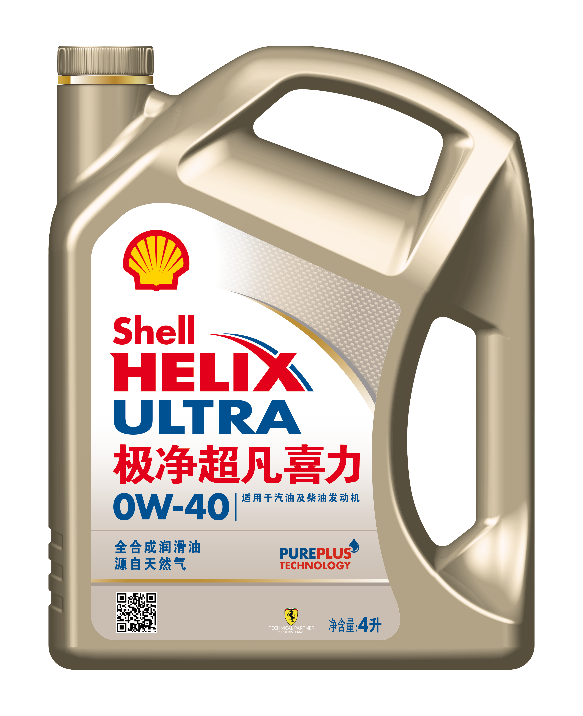 Shell
HELIX
ULTRA
极净超凡喜力
0W-40
适用于汽油及柴油发动机
全合成润滑油
源自天然气
PUREPLUS
TECHNOLOGY
TECHNICAL PARTNER
净含量:4升